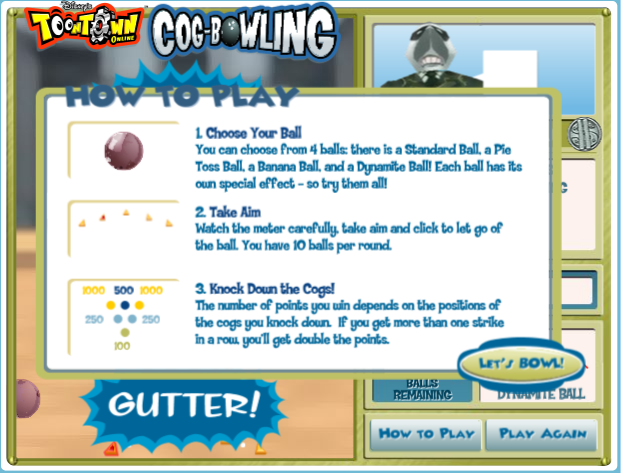 Disney's
TOONTOWN
ONLINE
COG-BOWLING
HOW TO PLAY
1. Choose Your Ball
You can choose from 4 balls: there is a Standard Ball, a Pie
Toss Ball, a Banana Ball, and a Dynamite Ball! Each ball has its
own special effect - so try them all!
2. Take Aim
Watch the meter carefully, take aim and click to let go of
the ball. You have 10 balls per round.
3. Knock Down the Cogs!
1000 500 1000
250 250
100
The number of points you win depends on the positions of
the cogs you knock down. If you get more than one strike
in a row, you'll get double the points.
LET'S BOWL!
BALLS
REMAINING
DYNAMITE BALL
GUTTER!
HOW TO PLAY
PLAY AGAIN